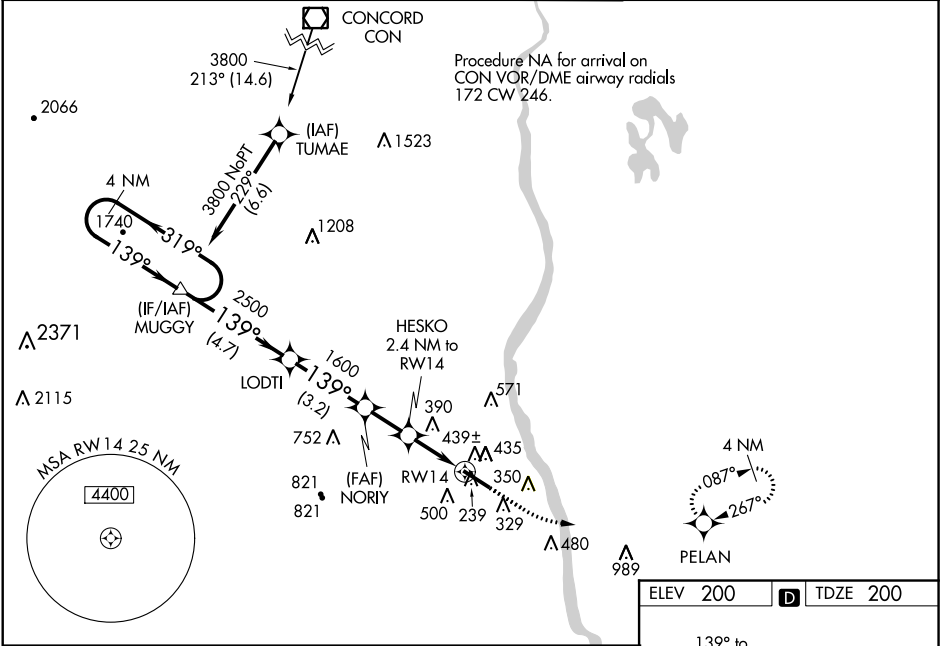 CONCORD
CON
3800
213° (14.6)
Procedure NA for arrival on
CON VOR/DME airway radials
172 CW 246.
2066
(IAF)
TUMAE
1523
3800 NoPT
229°
(6.6)
4 NM
1740
319°
139°
1208
(IF/IAF)
MUGGY
2500
139°
(4.7)
2371
HESKO
2.4 NM to
RW14
LODTI
1600
139°
(3.2)
2115
571
390
752
439±
435
MSA RW14 25 NM
4400
(FAF)
NORIY
RW14
350
821
821
500
239
329
4 NM
087°
267°
480
PELAN
989
ELEV 200
D
TDZE 200
139° to